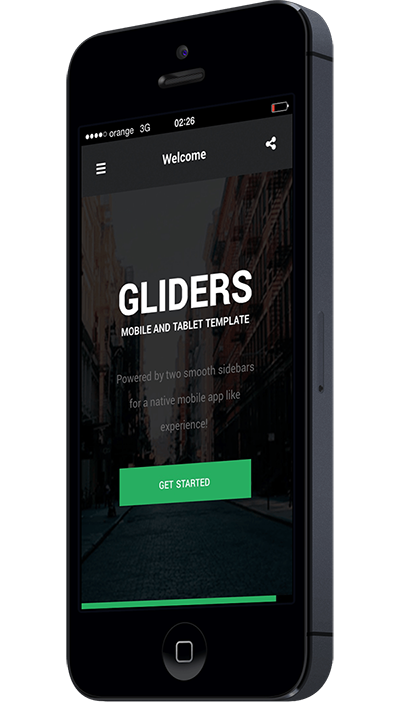 orange 3G 02:26
Welcome
GLIDERS
MOBILE AND TABLET TEMPLATE
Powered by two smooth sidebars
for a native mobile app like
experience!
GET STARTED